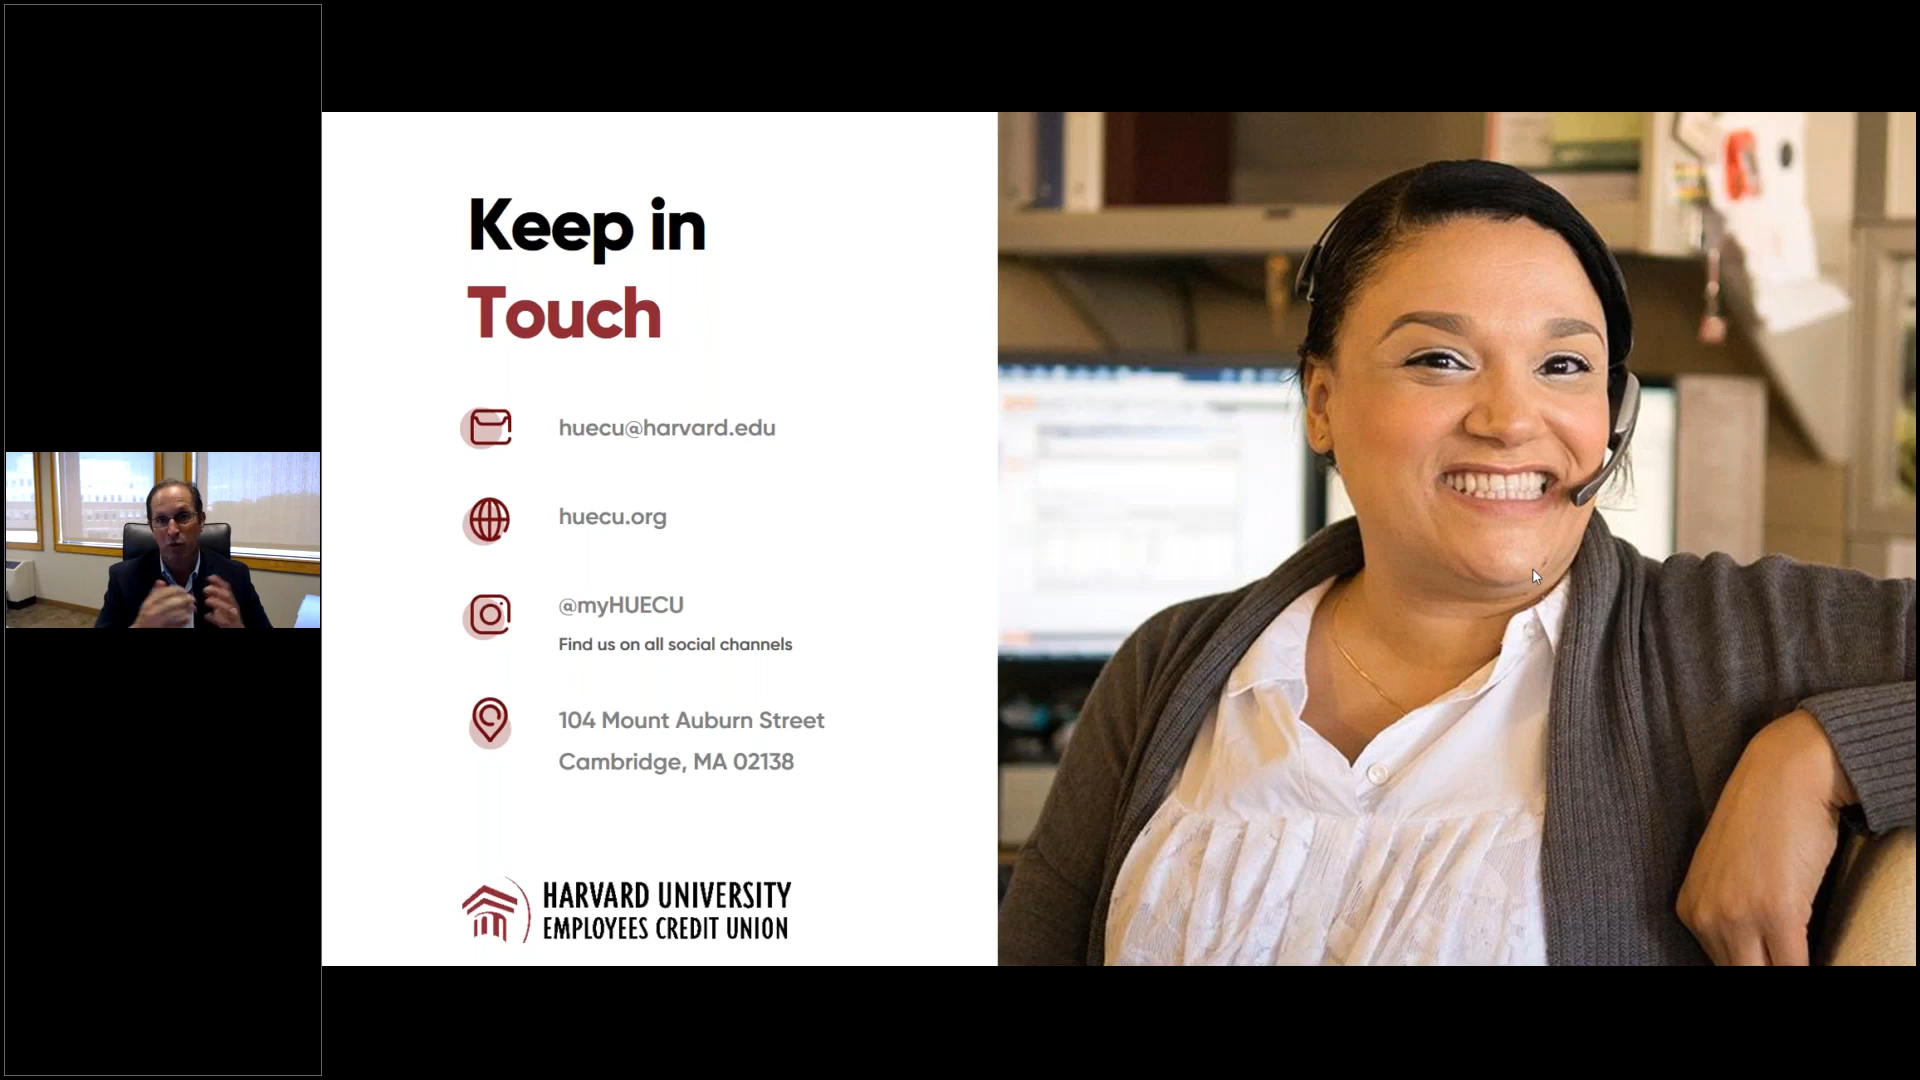 Keep in
Touch
huecu@harvard.edu
huecu.org
@myHUECU
Find us on all social channels
104 Mount Auburn Street
Cambridge, MA 02138
HARVARD UNIVERSITY
EMPLOYEES CREDIT UNION